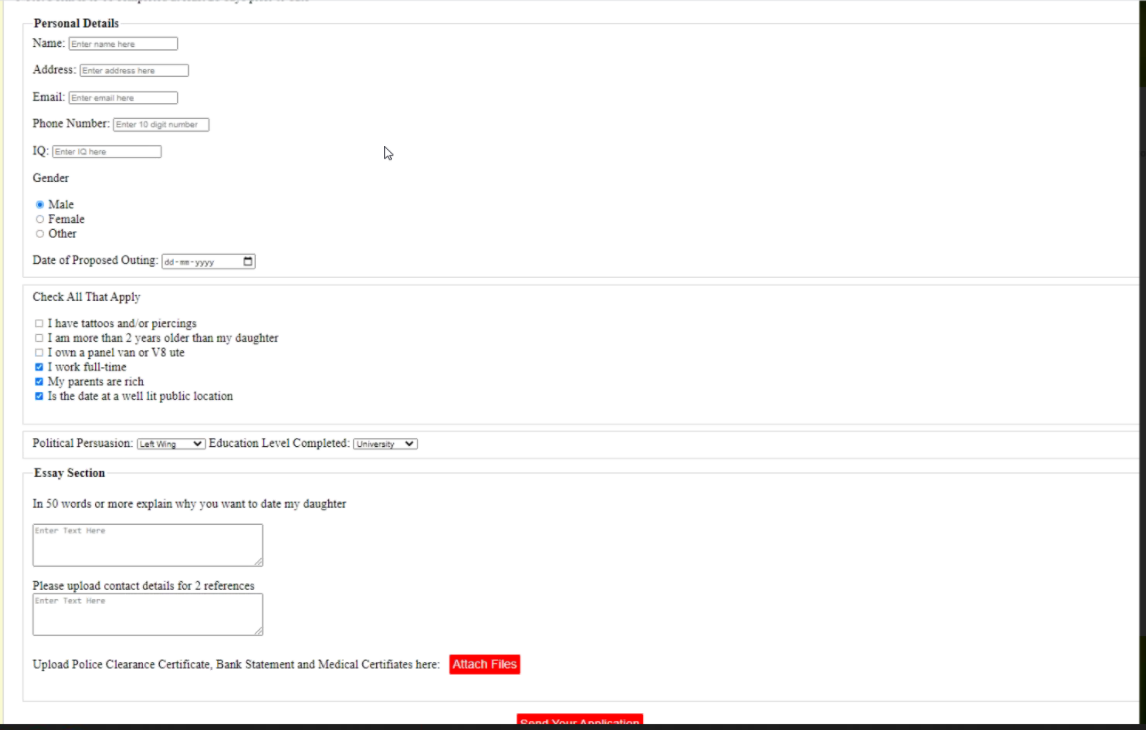 Personal Details
Name: Enter name here
Address: Enter address here
Email: Enter email here
Phone Number: Enter 10 digit number
IQ: Enter IQ here
Gender
Male
Female
Other
Date of Proposed Outing: dd-mm-yyyy
Check All That Apply
I have tattoos and/or piercings
I am more than 2 years older than my daughter
I own a panel van or V8 ute
I work full-time
My parents are rich
Is the date at a well lit public location
Political Persuasion: Left Wing Education Level Completed: University
Essay Section
In 50 words or more explain why you want to date my daughter
Enter Text Here
Please upload contact details for 2 references
Enter Text Here
Upload Police Clearance Certificate, Bank Statement and Medical Certifiates here: Attach Files
Send Your Application